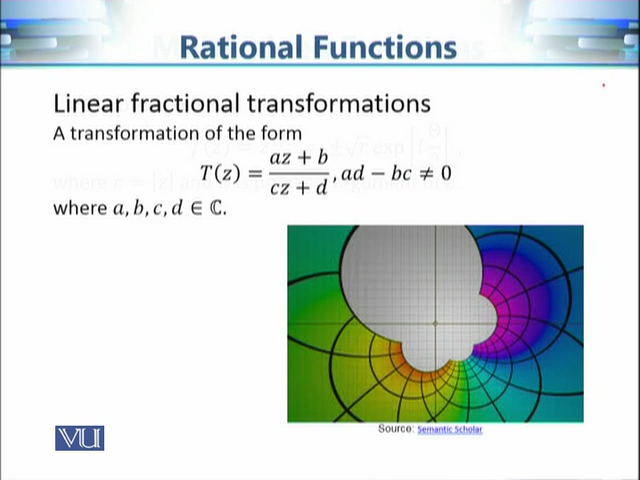 Rational Functions
Linear fractional transformations
A transformation of the form
T(z) = az + b / cz + d , ad − bc ≠ 0
where a, b, c, d ∈ ℂ.
Source: Semantic Scholar
VU